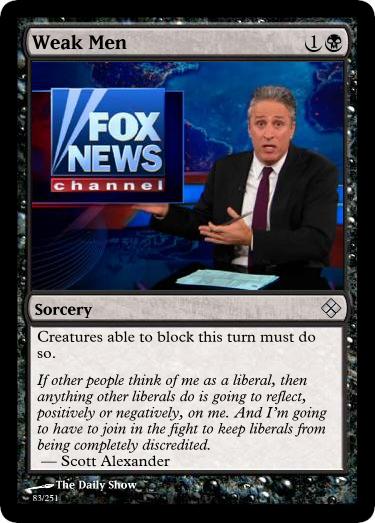 Weak Men 1
FOX
NEWS
channel
Sorcery
Creatures able to block this turn must do
so.
If other people think of me as a liberal, then
anything other liberals do is going to reflect,
positively or negatively, on me. And I'm going
to have to join in the fight to keep liberals from
being completely discredited.
— Scott Alexander
The Daily Show
83/251